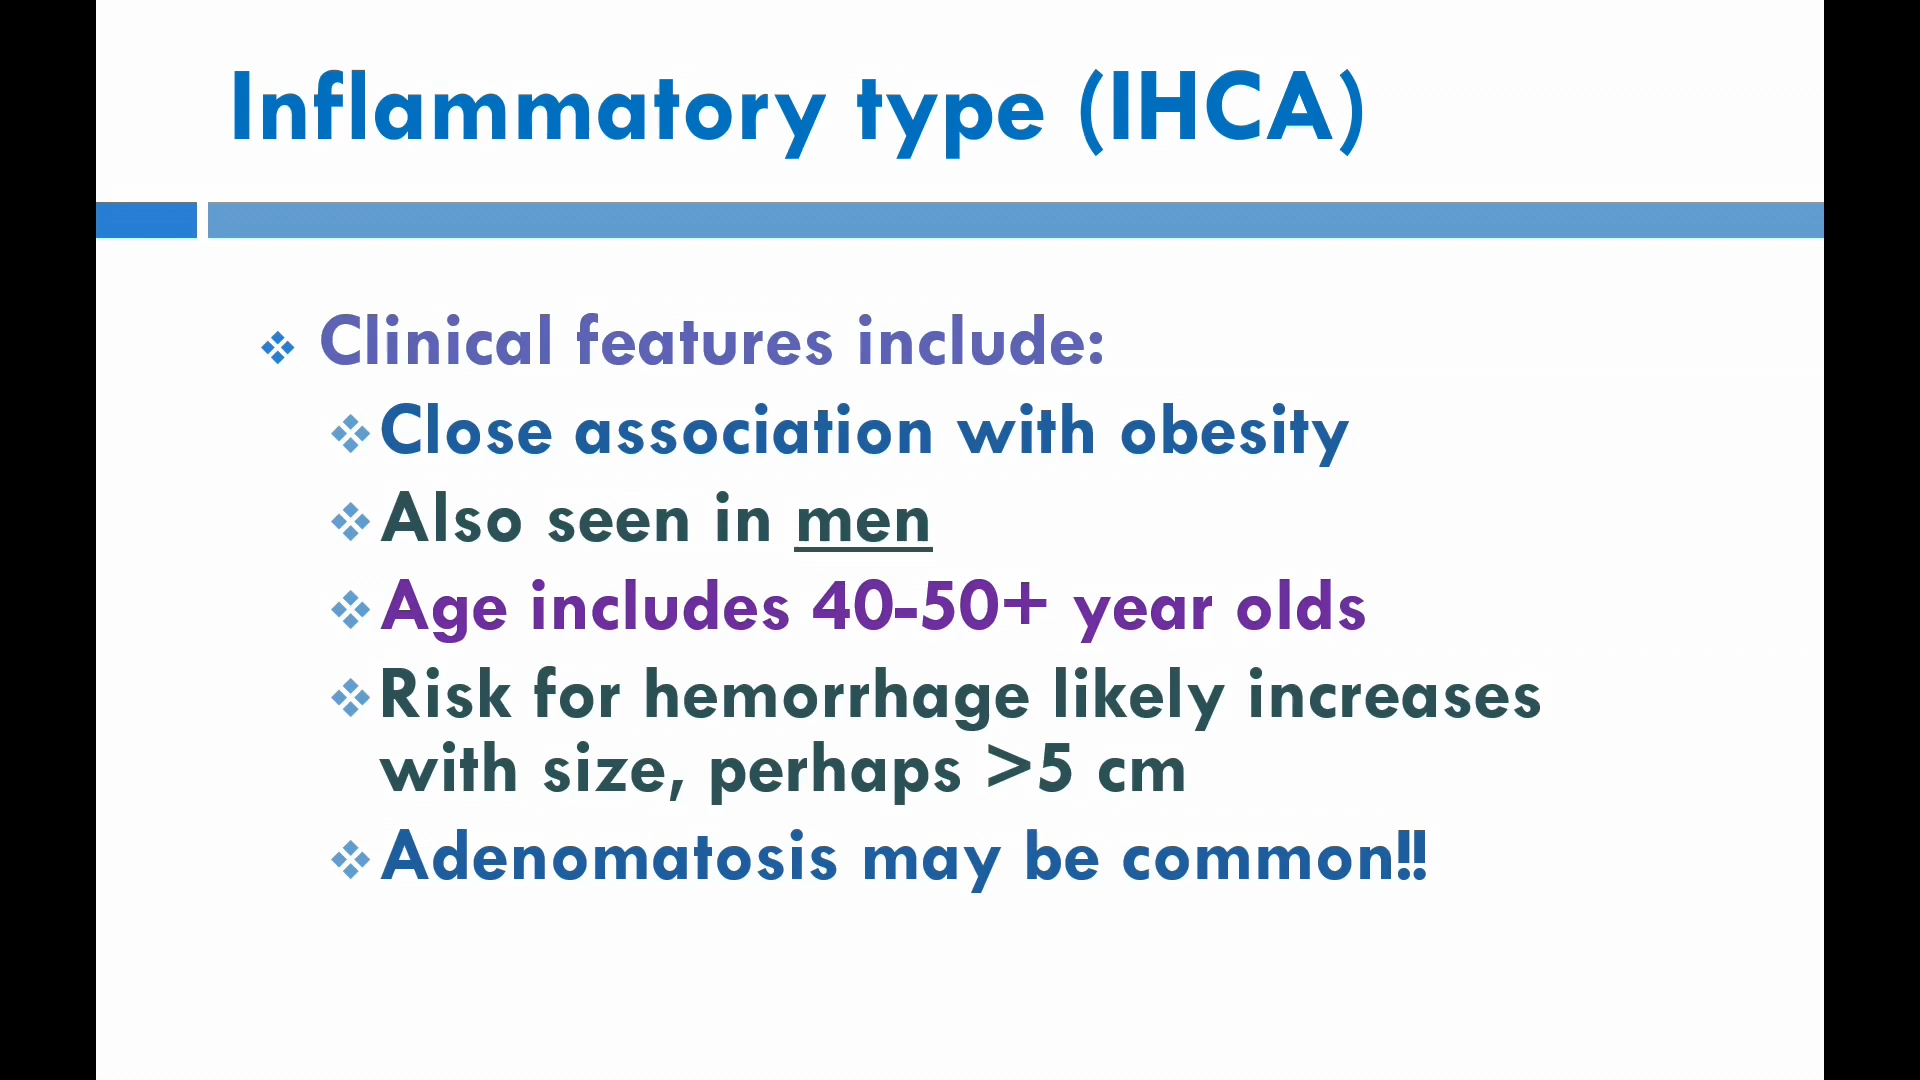 Inflammatory type (IHCA)
Clinical features include:
Close association with obesity
Also seen in men
Age includes 40-50+ year olds
Risk for hemorrhage likely increases
with size, perhaps >5 cm
Adenomatosis may be common!!